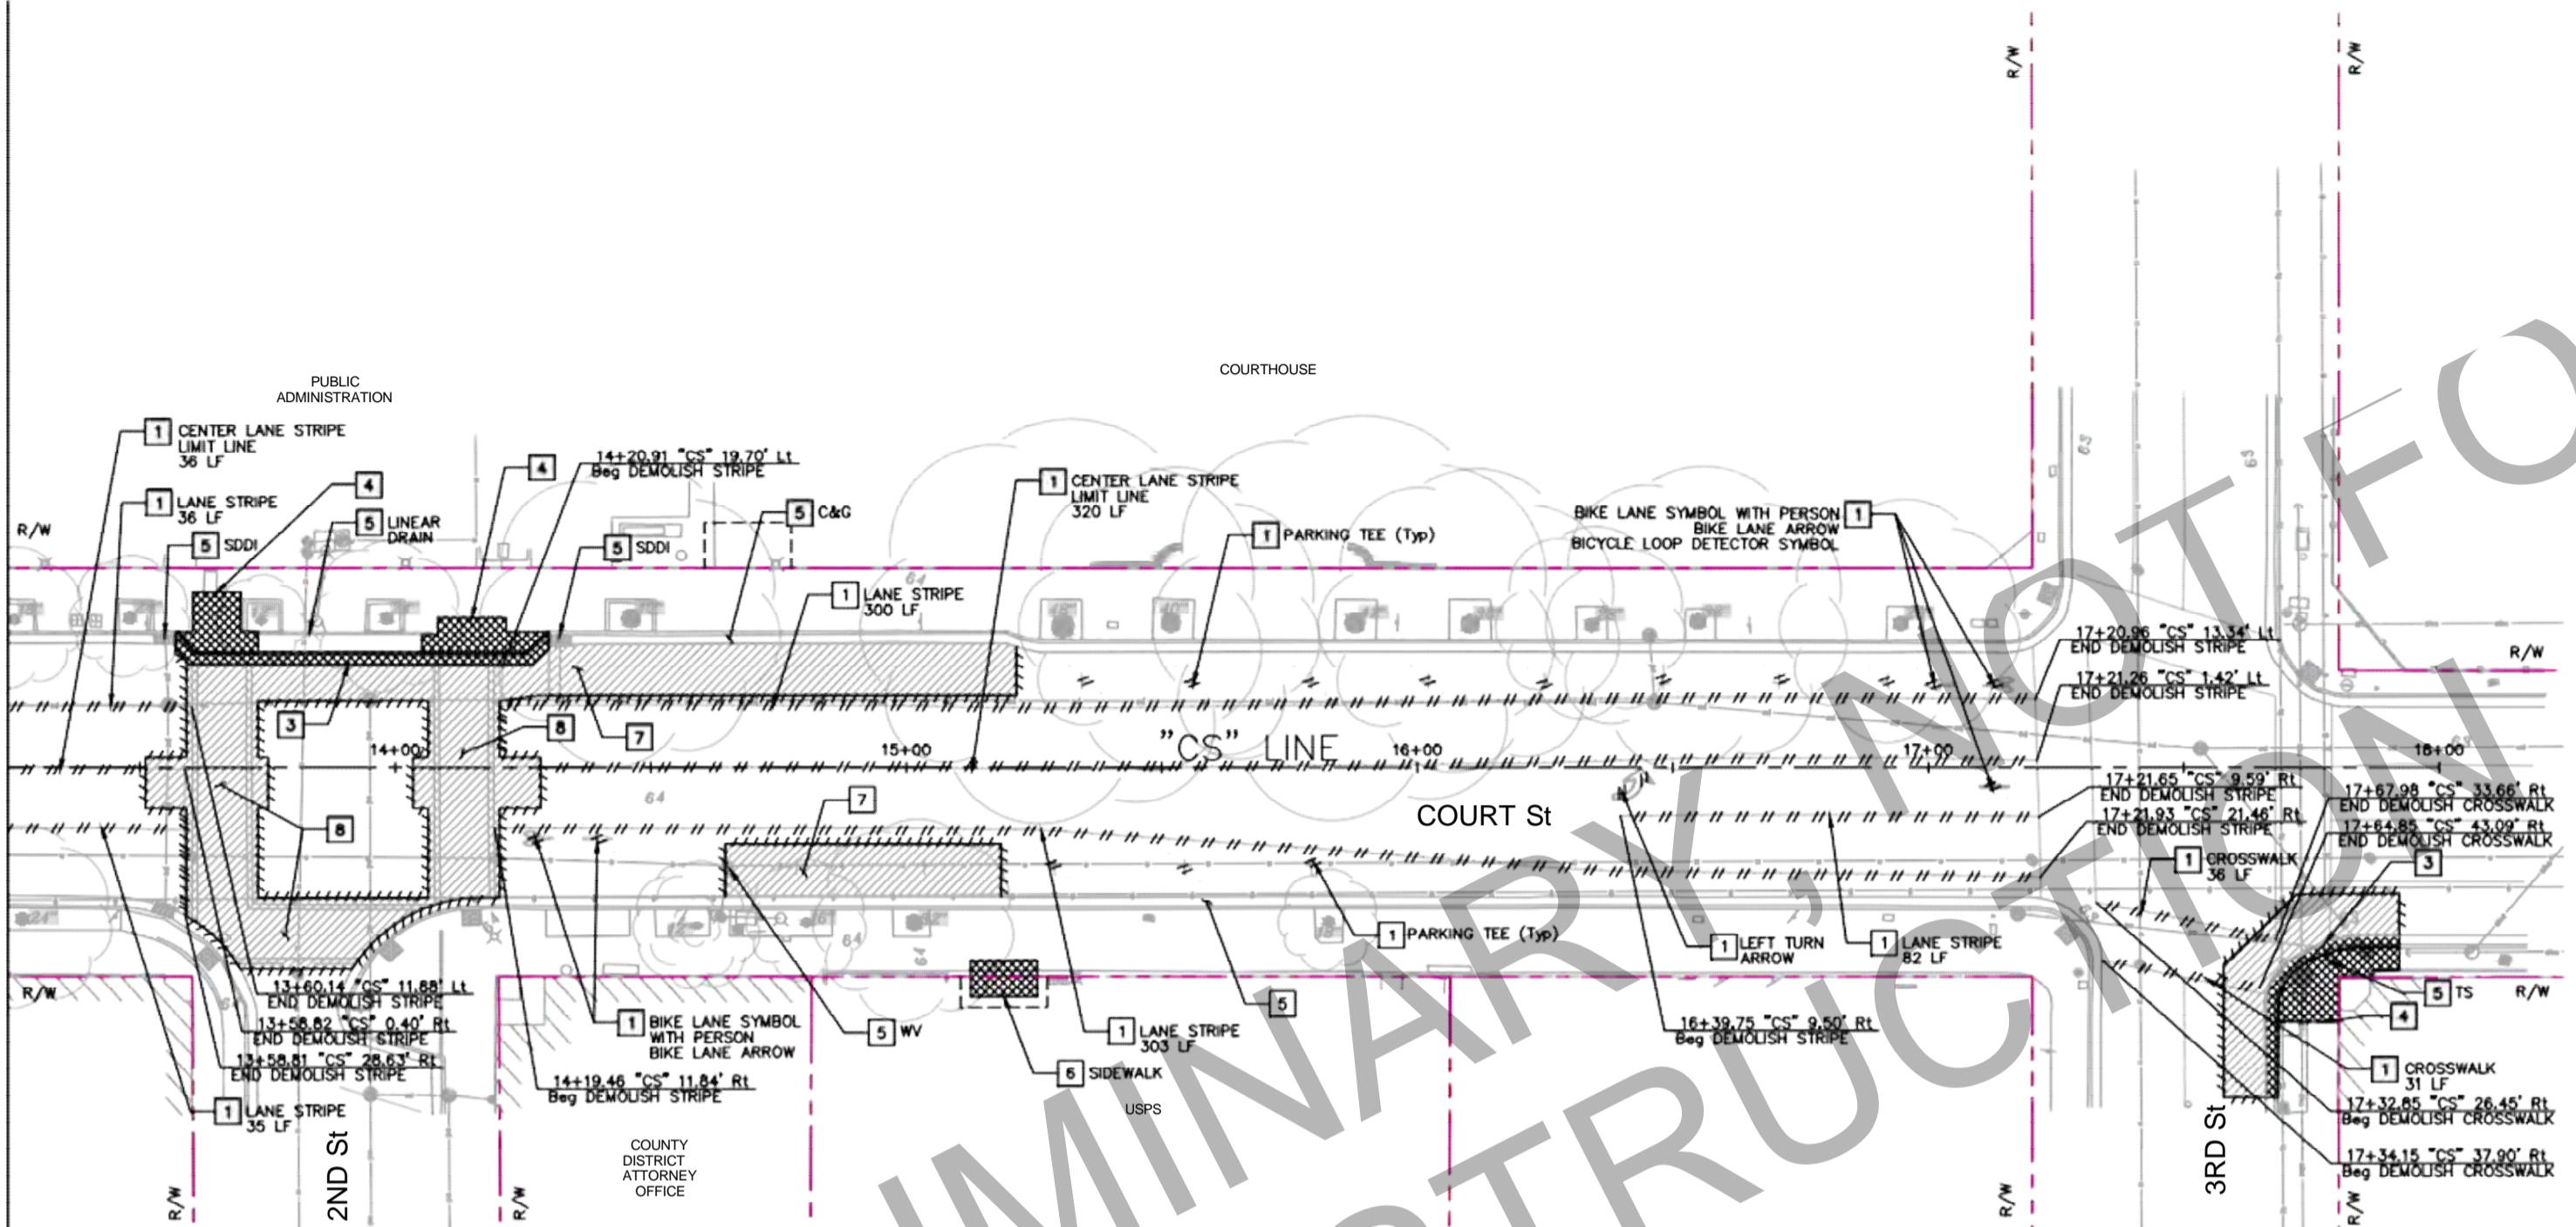 R/W
R/W
COURTHOUSE
PUBLIC
ADMINISTRATION
1 CENTER LANE STRIPE
LIMIT LINE
36 LF
4
4
14+20.91 "CS" 19.70' Lt
Beg DEMOLISH STRIPE
1 CENTER LANE STRIPE
LIMIT LINE
320 LF
1 LANE STRIPE
36 LF
5 LINEAR
DRAIN
5 C&G
R/W
5 SDDI
5 SDDI
1 PARKING TEE (Typ)
BIKE LANE SYMBOL WITH PERSON 1
BIKE LANE ARROW
BICYCLE LOOP DETECTOR SYMBOL
63
63
64
1 LANE STRIPE
300 LF
17+20.96 "CS" 13.34' Lt
END DEMOLISH STRIPE
R/W
17+21.26 "CS" 1.42' Lt
END DEMOLISH STRIPE
3
8
7
14+00
15+00
"CS" LINE
16+00
17+00
18+00
64
7
8
COURT St
17+21.65 "CS" 9.59' Rt
END DEMOLISH STRIPE
17+67.98 "CS" 33.66' Rt
END DEMOLISH CROSSWALK
17+21.93 "CS" 21.46' Rt
END DEMOLISH STRIPE
17+64.85 "CS" 43.09' Rt
END DEMOLISH CROSSWALK
1 CROSSWALK
36 LF
3
24"
64
64
1 PARKING TEE (Typ)
1 LEFT TURN
ARROW
1 LANE STRIPE
82 LF
R/W
13+60.14 "CS" 11.88' Lt
END DEMOLISH STRIPE
13+58.82 "CS" 0.40' Rt
END DEMOLISH STRIPE
13+58.81 "CS" 28.63' Rt
END DEMOLISH STRIPE
1 BIKE LANE SYMBOL
WITH PERSON
BIKE LANE ARROW
5 WV
1 LANE STRIPE
303 LF
5
16+39.75 "CS" 9.50' Rt
Beg DEMOLISH STRIPE
5 TS
R/W
4
14+19.46 "CS" 11.84' Rt
Beg DEMOLISH STRIPE
6 SIDEWALK
1 CROSSWALK
31 LF
1 LANE STRIPE
35 LF
USPS
17+32.85 "CS" 26.45' Rt
Beg DEMOLISH CROSSWALK
17+34.15 "CS" 37.90' Rt
Beg DEMOLISH CROSSWALK
COUNTY
DISTRICT
ATTORNEY
OFFICE
R/W
2ND St
R/W
R/W
3RD St
R/W
MINARY, NOT FO
TRUCTION